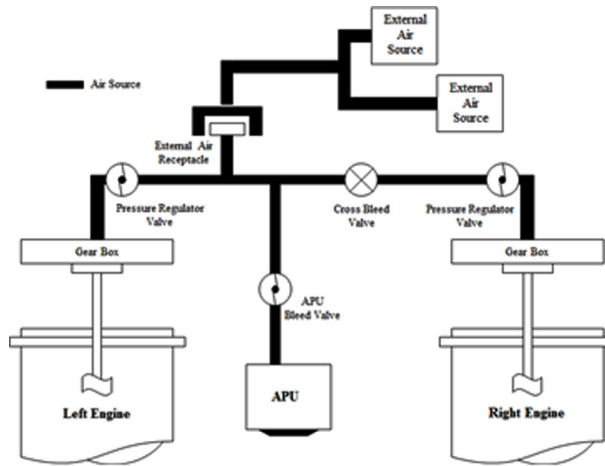 External
Air
Source
External
Air
Source
Air Source
External Air
Receptacle
Pressure Regulator
Valve
Cross Bleed
Valve
Pressure Regulator
Valve
Gear Box
Gear Box
APU
Bleed Valve
Left Engine
APU
Right Engine